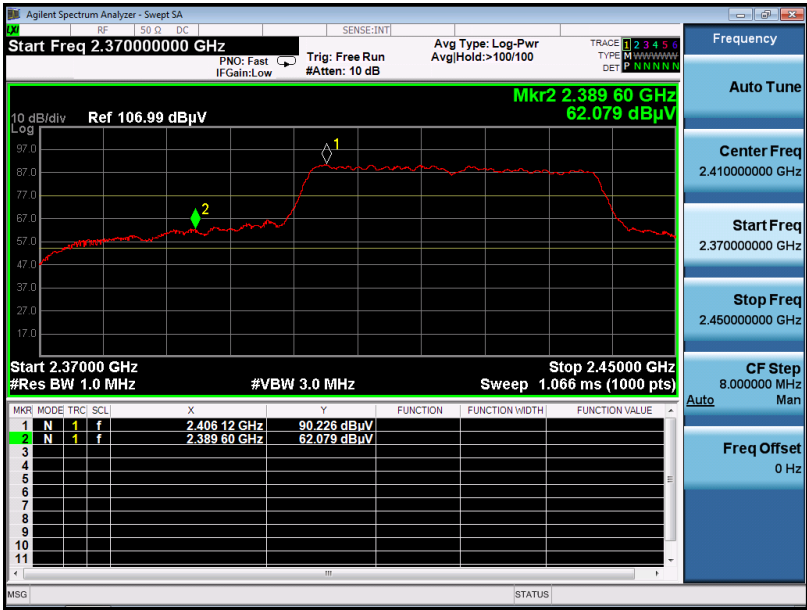 Agilent Spectrum Analyzer - Swept SA
LXI RF 50 Ω DC SENSE:INT
Start Freq 2.370000000 GHz
PNO: Fast
IFGain:Low
Trig: Free Run
#Atten: 10 dB
Avg Type: Log-Pwr
Avg|Hold:>100/100
TRACE 1 2 3 4 5 6
TYPE M WWWWW
DET P N N N N N
Mkr2 2.389 60 GHz
62.079 dBµV
10 dB/div Ref 106.99 dBµV
Log
97.0
87.0
77.0
67.0
57.0
47.0
37.0
27.0
17.0
1
2
Start 2.37000 GHz Stop 2.45000 GHz
#Res BW 1.0 MHz #VBW 3.0 MHz Sweep 1.066 ms (1000 pts)
MKR MODE TRC SCL X Y FUNCTION FUNCTION WIDTH FUNCTION VALUE
1 N 1 f 2.406 12 GHz 90.226 dBµV
2 N 1 f 2.389 60 GHz 62.079 dBµV
3
4
5
6
7
8
9
10
11
MSG STATUS
Frequency
Auto Tune
Center Freq
2.410000000 GHz
Start Freq
2.370000000 GHz
Stop Freq
2.450000000 GHz
CF Step
8.000000 MHz
Auto Man
Freq Offset
0 Hz